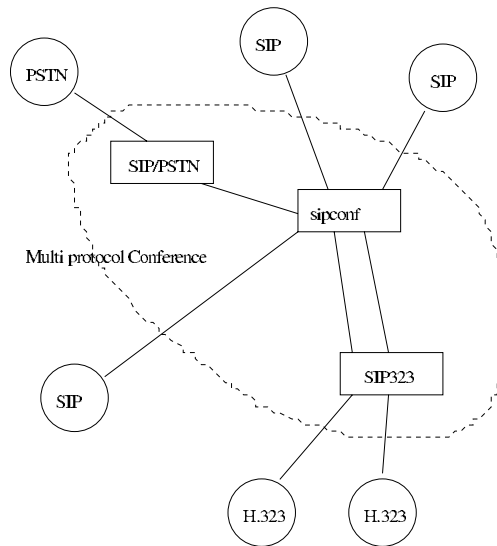 SIP
PSTN
SIP
SIP/PSTN
sipconf
Multi protocol Conference
SIP323
SIP
H.323
H.323